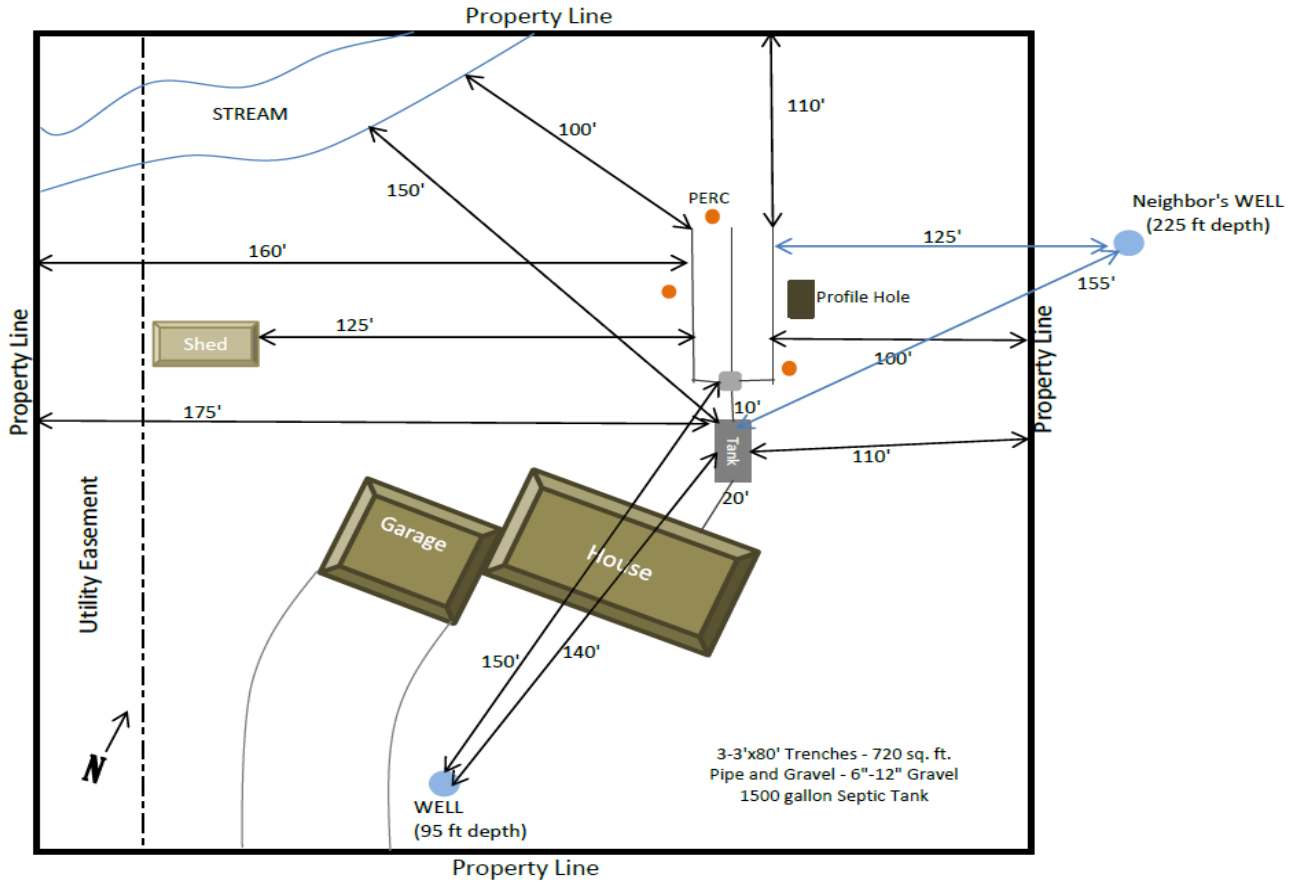 Property Line
STREAM
110'
100'
150'
PERC
Neighbor's WELL
(225 ft depth)
125'
160'
155'
Profile Hole
Shed
125'
100'
Property Line
Property Line
175'
10'
Tank
110'
20'
Utility Easement
Garage
House
150'
140'
N
3-3'x80' Trenches - 720 sq. ft.
Pipe and Gravel - 6"-12" Gravel
1500 gallon Septic Tank
WELL
(95 ft depth)
Property Line